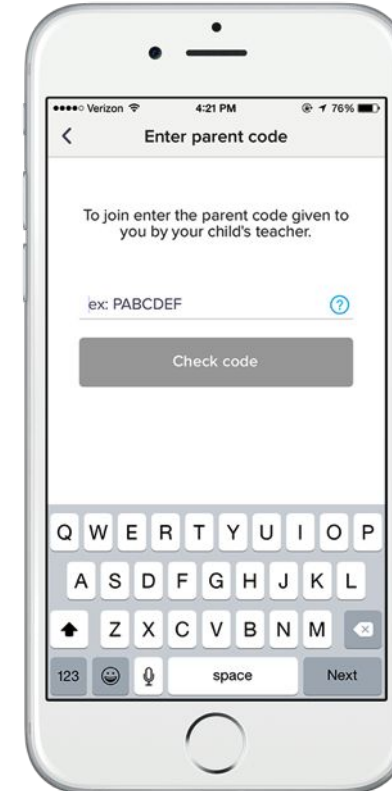 Verizon 4:21 PM 76%
Enter parent code
To join enter the parent code given to
you by your child's teacher.
ex: PABCDEF ?
Check code
Q W E R T Y U I O P
A S D F G H J K L
Z X C V B N M
123 space Next